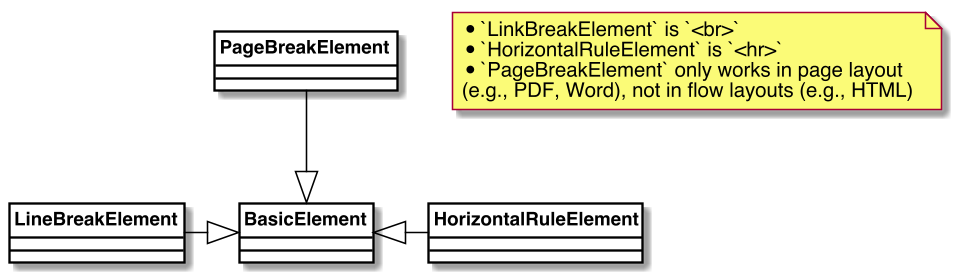 PageBreakElement
• `LinkBreakElement` is `<br>`
• `HorizontalRuleElement` is `<hr>`
• `PageBreakElement` only works in page layout
(e.g., PDF, Word), not in flow layouts (e.g., HTML)
LineBreakElement
BasicElement
HorizontalRuleElement